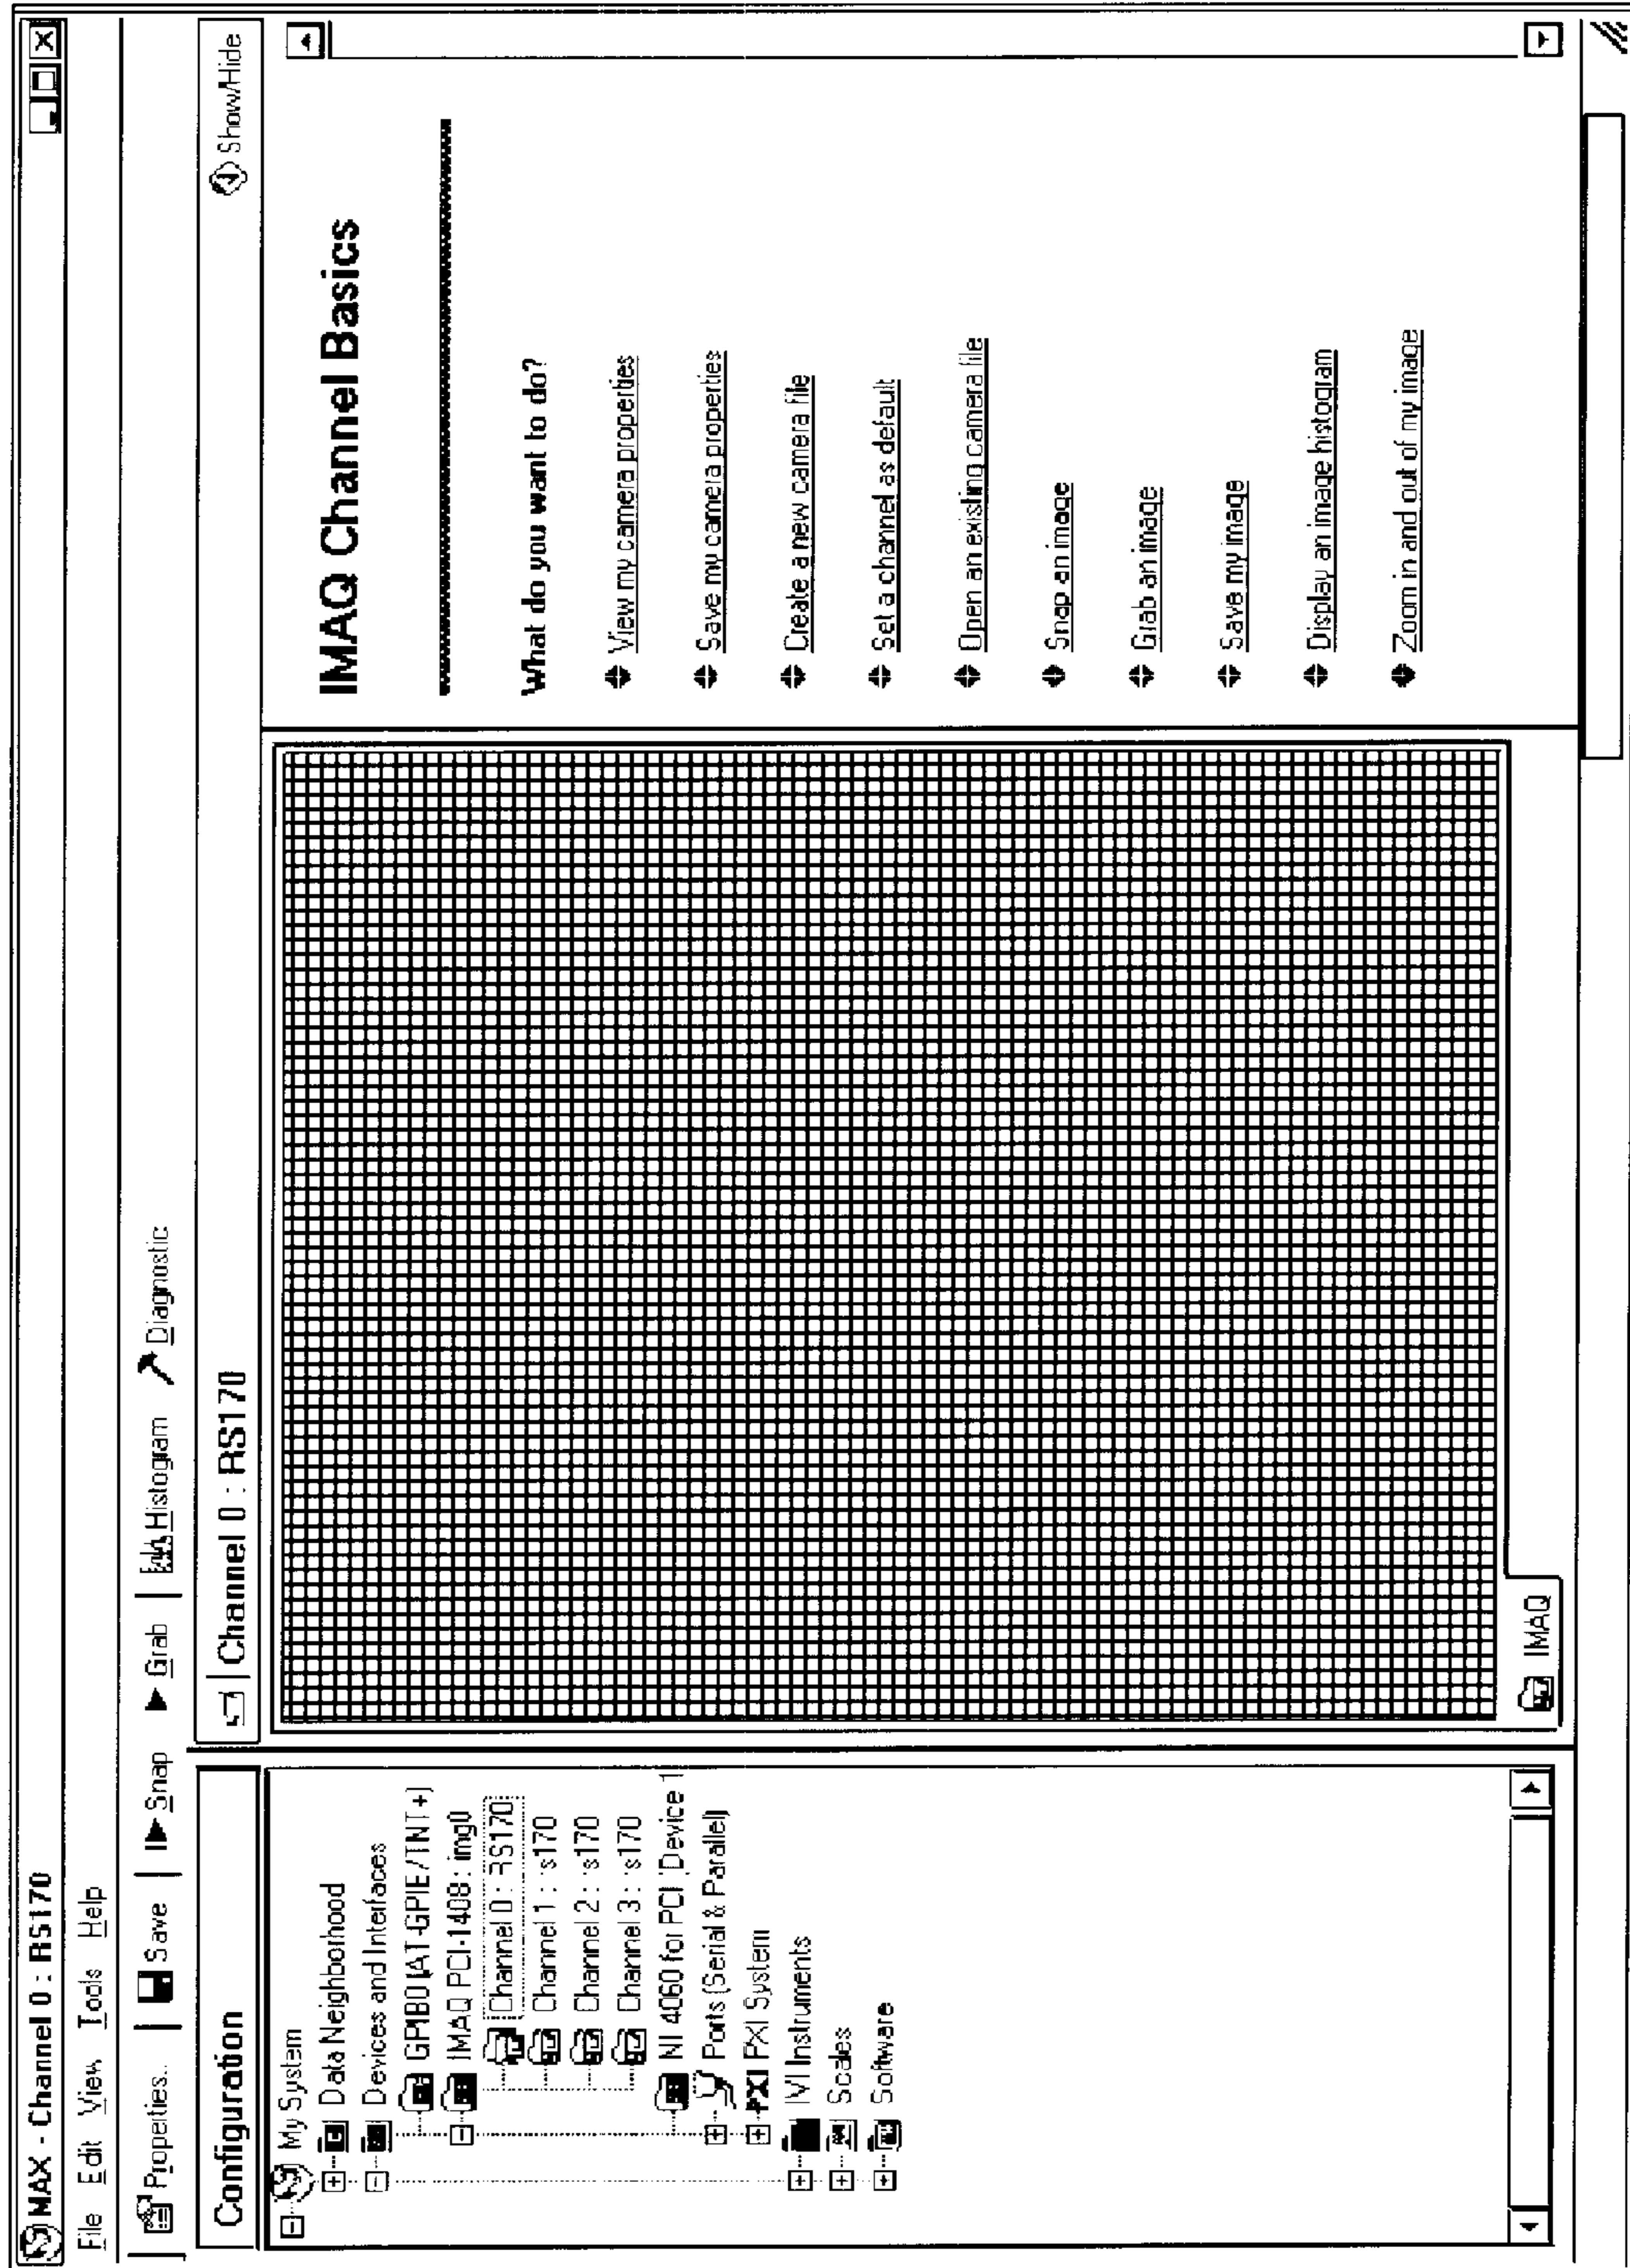 MAX - Channel 0 : RS170
File Edit View Tools Help
Properties... Save Snap Grab Histogram Diagnostic
Configuration
Channel 0 : RS170
Show/Hide
My System
Data Neighborhood
Devices and Interfaces
GPIB0 (AT-GPIB/TNT+)
IMAQ PCI-1408 : img0
Channel 0 : RS170
Channel 1 : rs170
Channel 2 : rs170
Channel 3 : rs170
NI 4060 for PCI (Device 1
Ports (Serial & Parallel)
PXI PXI System
IVI Instruments
Scales
Software
IMAQ
IMAQ Channel Basics
What do you want to do?
View my camera properties
Save my camera properties
Create a new camera file
Set a channel as default
Open an existing camera file
Snap an image
Grab an image
Save my image
Display an image histogram
Zoom in and out of my image